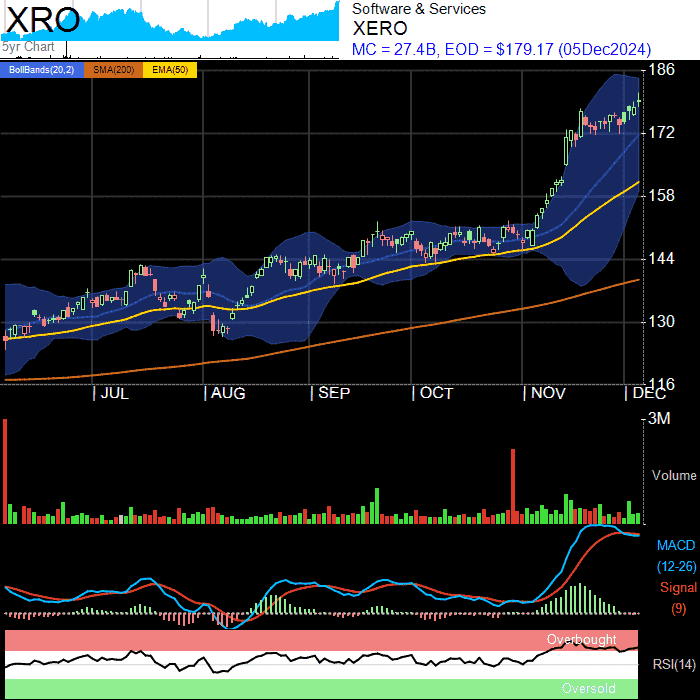 XRO
5yr Chart
Software & Services
XERO
MC = 27.4B, EOD = $179.17 (05Dec2024)
BollBands(20,2) SMA(200) EMA(50)
186
172
158
144
130
116
JUL AUG SEP OCT NOV DEC
3M
Volume
MACD
(12-26)
Signal
(9)
Overbought
RSI(14)
Oversold